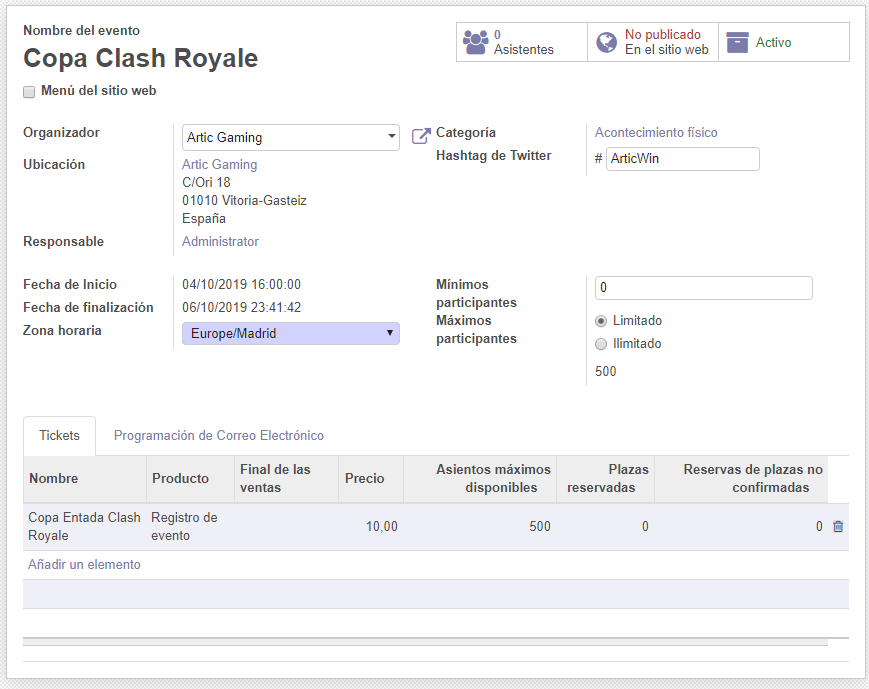 Nombre del evento
Copa Clash Royale
0
Asistentes
No publicado
En el sitio web
Activo
Menú del sitio web
Organizador
Artic Gaming
Ubicación
Artic Gaming
C/Ori 18
01010 Vitoria-Gasteiz
España
Responsable
Administrator
Categoría
Acontecimiento físico
Hashtag de Twitter
# ArticWin
Fecha de Inicio
04/10/2019 16:00:00
Fecha de finalización
06/10/2019 23:41:42
Zona horaria
Europe/Madrid
Mínimos
participantes
0
Máximos
participantes
Limitado
Ilimitado
500
Tickets
Programación de Correo Electrónico
Nombre
Producto
Final de las
ventas
Precio
Asientos máximos
disponibles
Plazas
reservadas
Reservas de plazas no
confirmadas
Copa Entada Clash
Royale
Registro de
evento
10,00
500
0
0
Añadir un elemento